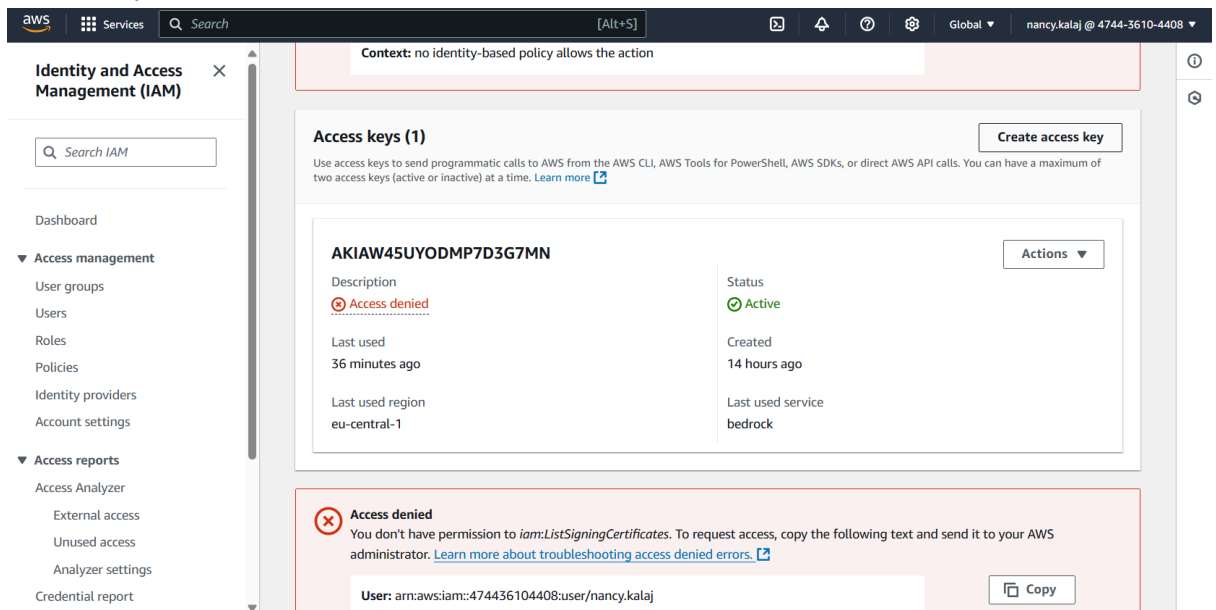 aws Services Search [Alt+S] Global ▼ nancy.kalaj @ 4744-3610-4408 ▼
Identity and Access
Management (IAM)
Search IAM
Dashboard
Access management
User groups
Users
Roles
Policies
Identity providers
Account settings
Access reports
Access Analyzer
External access
Unused access
Analyzer settings
Credential report
Context: no identity-based policy allows the action
Access keys (1)
Create access key
Use access keys to send programmatic calls to AWS from the AWS CLI, AWS Tools for PowerShell, AWS SDKs, or direct AWS API calls. You can have a maximum of
two access keys (active or inactive) at a time. Learn more
AKIAW45UYODMP7D3G7MN
Actions ▼
Description
Access denied
Status
Active
Last used
36 minutes ago
Created
14 hours ago
Last used region
eu-central-1
Last used service
bedrock
Access denied
You don't have permission to iam:ListSigningCertificates. To request access, copy the following text and send it to your AWS
administrator. Learn more about troubleshooting access denied errors.
User: arn:aws:iam::474436104408:user/nancy.kalaj
Copy